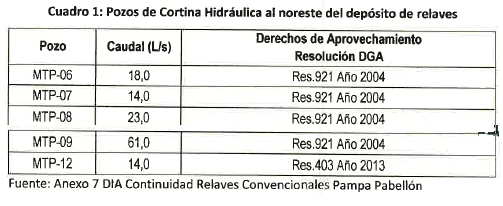 Cuadro 1: Pozos de Cortina Hidráulica al noreste del depósito de relaves
Pozo Caudal (L/s) Derechos de Aprovechamiento Resolución DGA
MTP-06 18,0 Res.921 Año 2004
MTP-07 14,0 Res.921 Año 2004
MTP-08 23,0 Res.921 Año 2004
MTP-09 61,0 Res.921 Año 2004
MTP-12 14,0 Res.403 Año 2013
Fuente: Anexo 7 DIA Continuidad Relaves Convencionales Pampa Pabellón